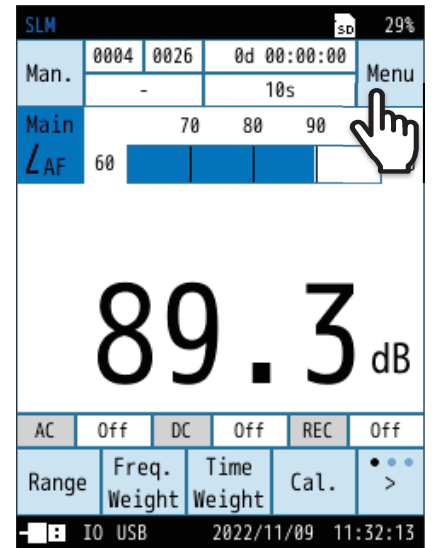 SLM SD 29%
Man. 0004 0026 0d 00:00:00 Menu
- 10s
Main 70 80 90
LAF 60
89.3 dB
AC Off DC Off REC Off
Range Freq. Weight Time Weight Cal. >
IO USB 2022/11/09 11:32:13